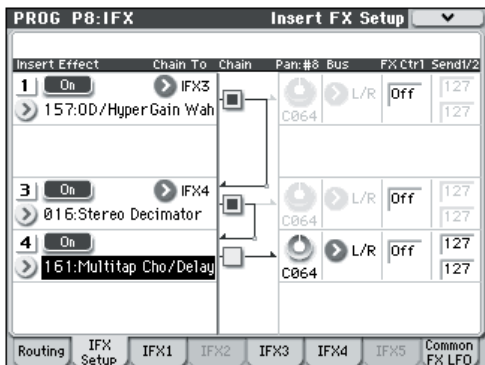 PROG P8:IFX Insert FX Setup
Insert Effect Chain To Chain Pan:#8 Bus FX Ctrl Send1/2
1 On IFX3 L/R Off 127
157:OD/HyperGain Wah C064 127
3 On IFX4 L/R Off 127
016:Stereo Decimator C064 127
4 On L/R Off 127
161:Multitap Cho/Delay C064 127
Routing IFX Setup IFX1 IFX2 IFX3 IFX4 IFX5 Common FX LFO